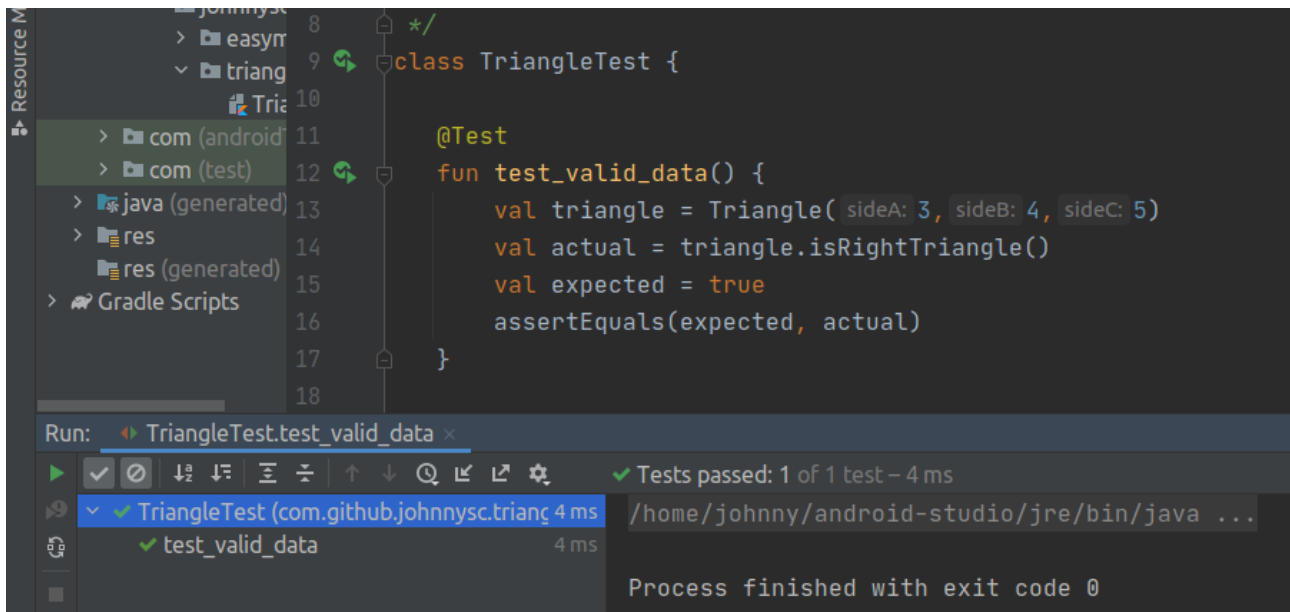 Resource M
johnnysc
easym
triang
Tria
com (android
com (test)
java (generated)
res
res (generated)
Gradle Scripts
8 */
9 class TriangleTest {
10
11 @Test
12 fun test_valid_data() {
13 val triangle = Triangle( sideA: 3, sideB: 4, sideC: 5)
14 val actual = triangle.isRightTriangle()
15 val expected = true
16 assertEquals(expected, actual)
17 }
18
Run: TriangleTest.test_valid_data ×
Tests passed: 1 of 1 test – 4 ms
TriangleTest (com.github.johnnysc.triang 4 ms
test_valid_data 4 ms
/home/johnny/android-studio/jre/bin/java ...
Process finished with exit code 0